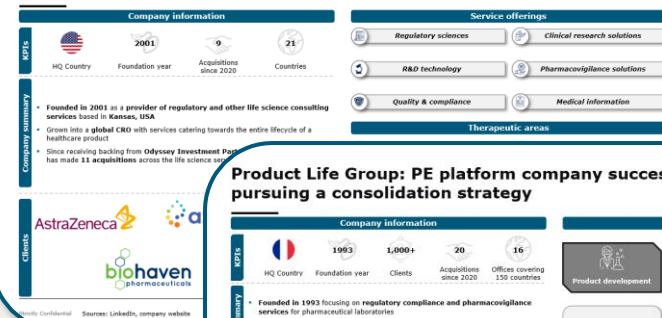 Company information
Service offerings
KPIs
2001
9
21
HQ Country
Foundation year
Acquisitions
since 2020
Countries
Regulatory sciences
Clinical research solutions
R&D technology
Pharmacovigilance solutions
Quality & compliance
Medical information
Therapeutic areas
Company summary
• Founded in 2001 as a provider of regulatory and other life science consulting
services based in Kansas, USA
• Grown into a global CRO with services catering towards the entire lifecycle of a
healthcare product
• Since receiving backing from Odyssey Investment
has made 11 acquisitions across the life science
Clients
AstraZeneca
biohaven
pharmaceuticals
Strictly Confidential
Sources: LinkedIn, company website
Product Life Group: PE platform company
pursuing a consolidation strategy
Company information
KPIs
1993
1,000+
20
16
HQ Country
Foundation year
Clients
Acquisitions
since 2020
Offices covering
150 countries
Product development
• Founded in 1993 focusing on regulatory compliance and pharmacovigilance
services for pharmaceutical laboratories